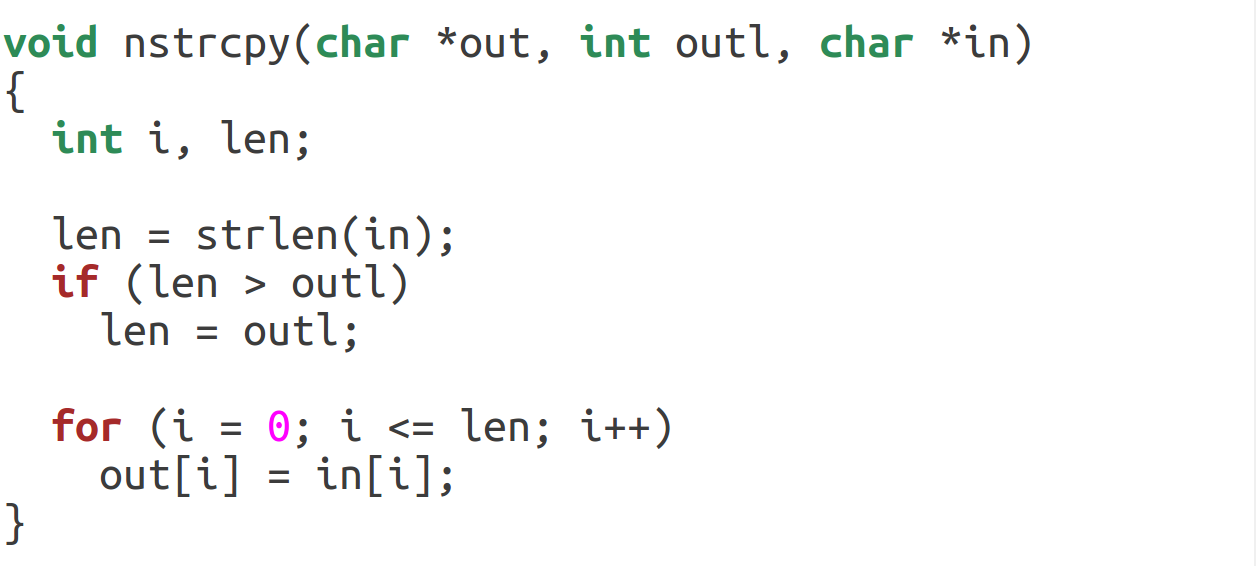 void nstrcpy(char *out, int outl, char *in)
{
  int i, len;

  len = strlen(in);
  if (len > outl)
    len = outl;

  for (i = 0; i <= len; i++)
    out[i] = in[i];
}